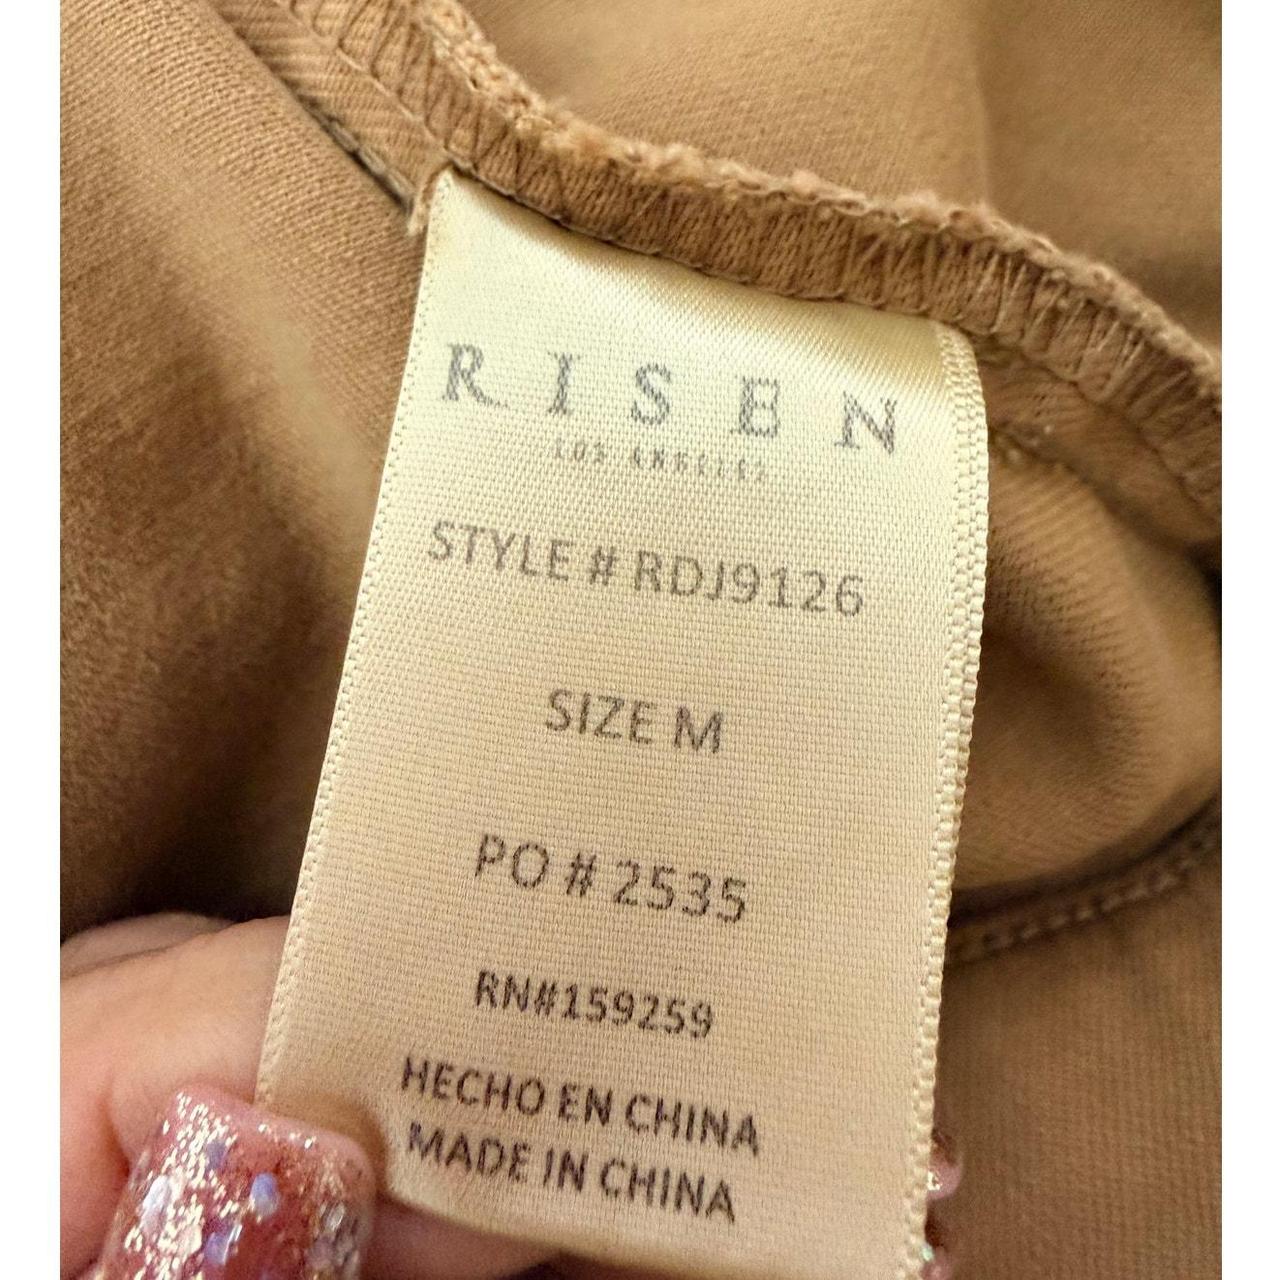 RISEN
LOS ANGELES
STYLE # RDJ9126
SIZE M
PO # 2535
RN#159259
HECHO EN CHINA
MADE IN CHINA